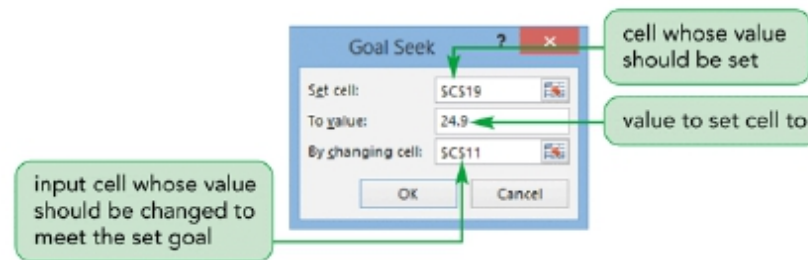 Goal Seek ?
cell whose value
should be set
Set cell: $C$19
To value: 24.9
value to set cell to
By changing cell: $C$11
OK Cancel
input cell whose value
should be changed to
meet the set goal